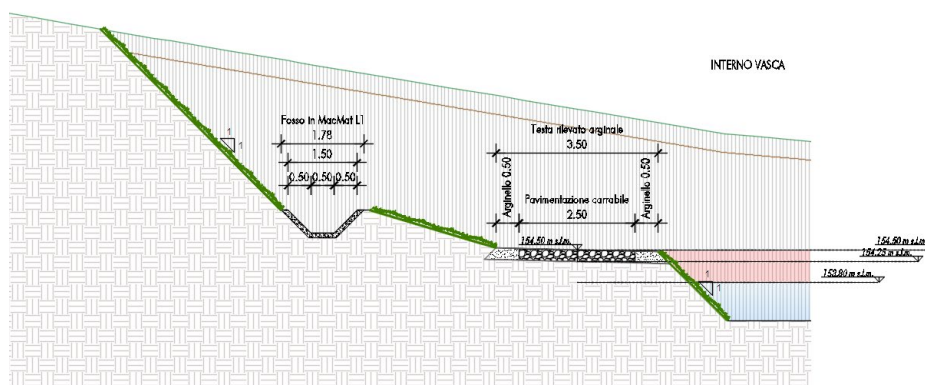 INTERNO VASCA
Fosso in MacMat L1
1.78
1.50
0.50 0.50 0.50
1
1
Testa rilevato arginale
3.50
Arginello 0.50
Arginello 0.50
Pavimentazione carrabile
2.50
154.50 m s.l.m.
154.50 m s.l.m.
154.25 m s.l.m.
153.80 m s.l.m.
1
1